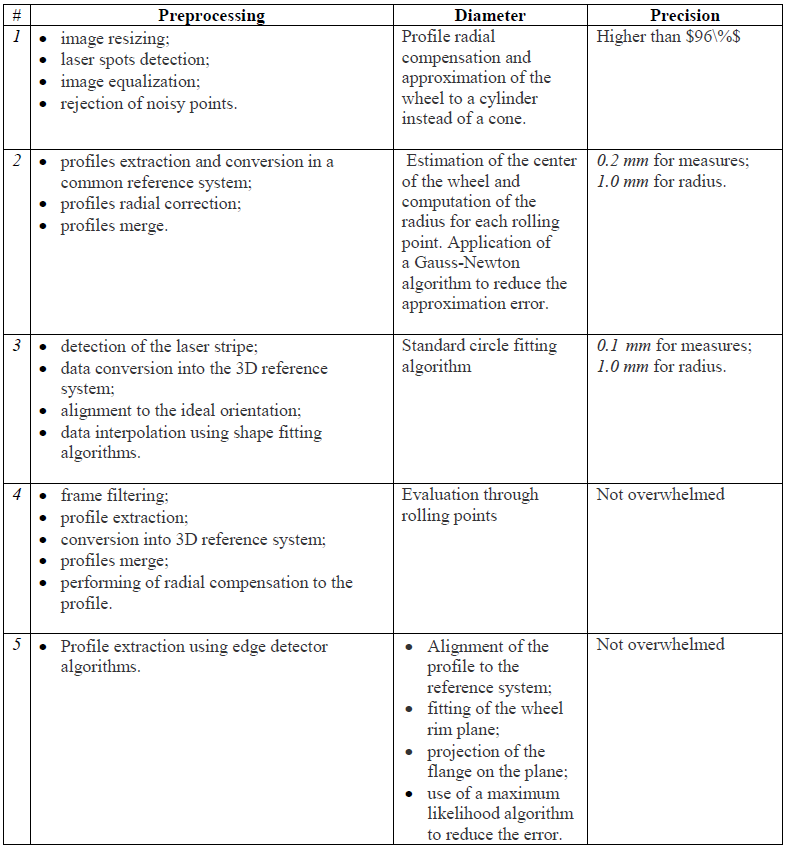 # Preprocessing Diameter Precision
1 • image resizing;
• laser spots detection;
• image equalization;
• rejection of noisy points.
Profile radial
compensation and
approximation of the
wheel to a cylinder
instead of a cone.
Higher than $96\%$
2 • profiles extraction and conversion in a
common reference system;
• profiles radial correction;
• profiles merge.
Estimation of the center
of the wheel and
computation of the
radius for each rolling
point. Application of
a Gauss-Newton
algorithm to reduce the
approximation error.
0.2 mm for measures;
1.0 mm for radius.
3 • detection of the laser stripe;
• data conversion into the 3D reference
system;
• alignment to the ideal orientation;
• data interpolation using shape fitting
algorithms.
Standard circle fitting
algorithm
0.1 mm for measures;
1.0 mm for radius.
4 • frame filtering;
• profile extraction;
• conversion into 3D reference system;
• profiles merge;
• performing of radial compensation to the
profile.
Evaluation through
rolling points
Not overwhelmed
5 • Profile extraction using edge detector
algorithms.
• Alignment of the
profile to the
reference system;
• fitting of the wheel
rim plane;
• projection of the
flange on the plane;
• use of a maximum
likelihood algorithm
to reduce the error.
Not overwhelmed